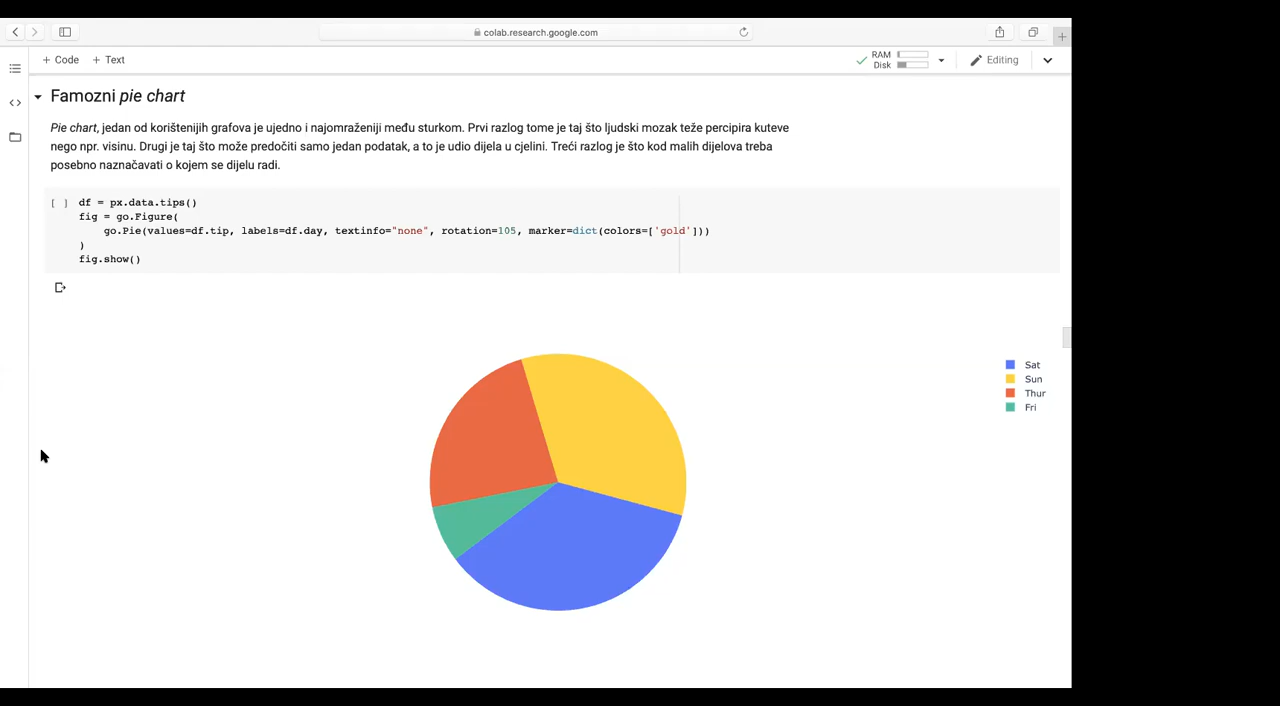 colab.research.google.com
+ Code + Text
RAM
Disk
Editing
Famozni pie chart
Pie chart, jedan od korištenijih grafova je ujedno i najomraženiji među sturkom. Prvi razlog tome je taj što ljudski mozak teže percipira kuteve
nego npr. visinu. Drugi je taj što može predočiti samo jedan podatak, a to je udio dijela u cjelini. Treći razlog je što kod malih dijelova treba
posebno naznačavati o kojem se dijelu radi.
[ ] df = px.data.tips()
fig = go.Figure(
go.Pie(values=df.tip, labels=df.day, textinfo="none", rotation=105, marker=dict(colors=['gold']))
)
fig.show()
Sat
Sun
Thur
Fri